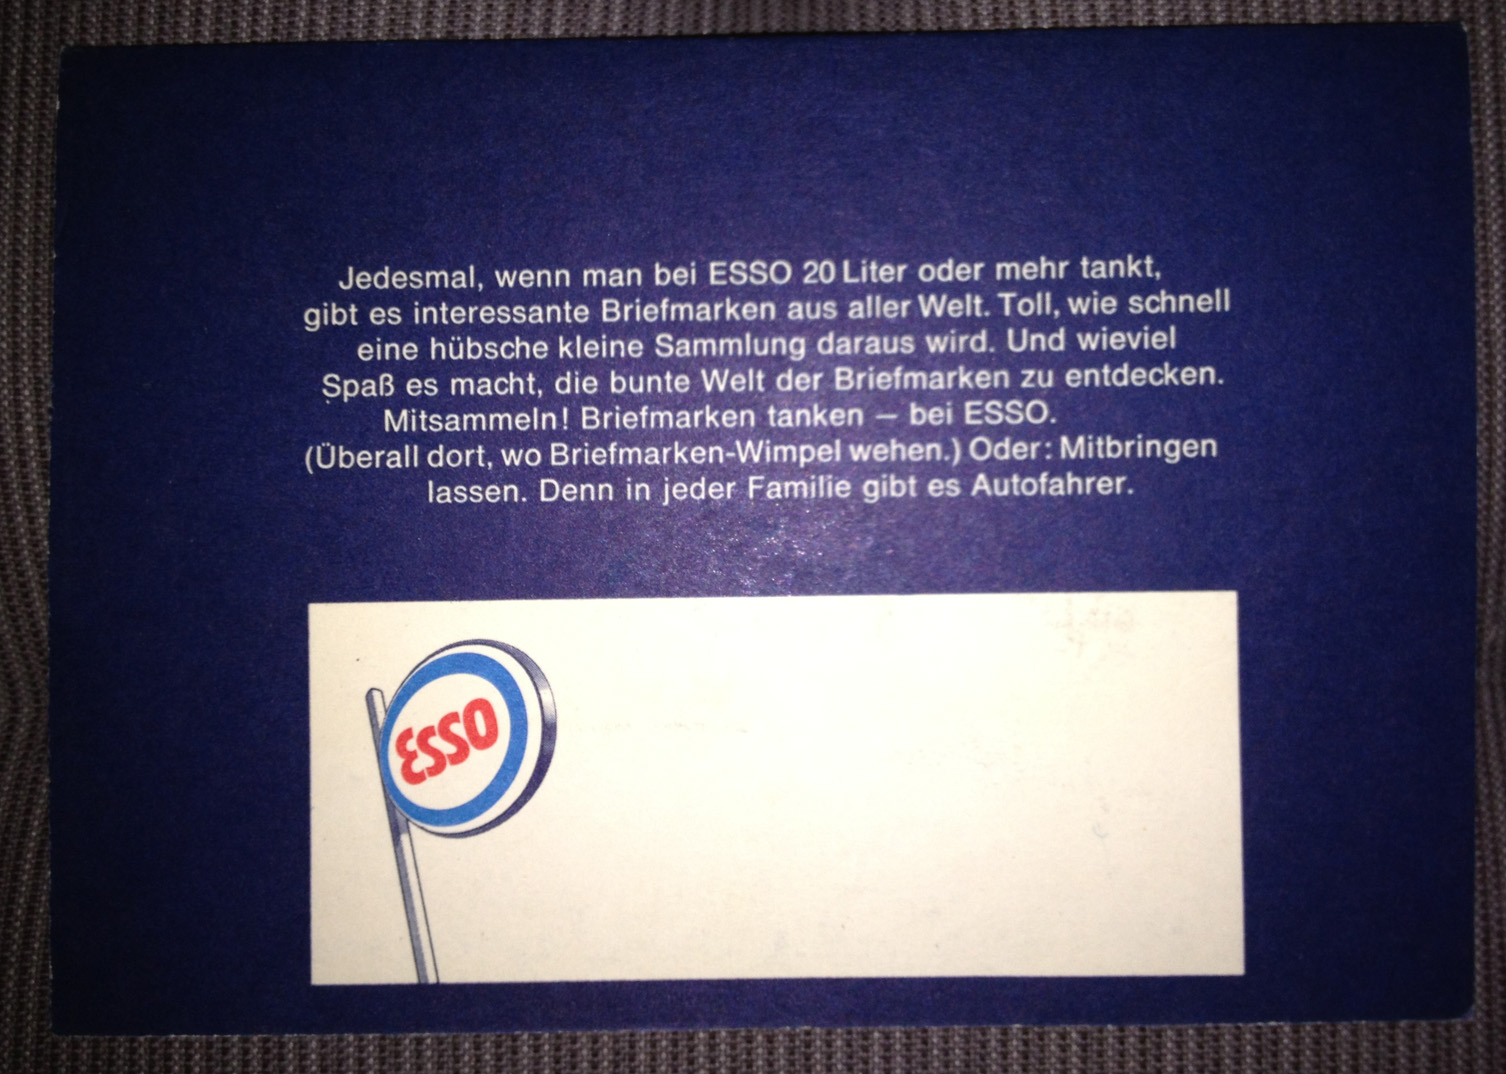 Jedesmal, wenn man bei ESSO 20 Liter oder mehr tankt,
gibt es interessante Briefmarken aus aller Welt. Toll, wie schnell
eine hübsche kleine Sammlung daraus wird. Und wieviel
Spaß es macht, die bunte Welt der Briefmarken zu entdecken.
Mitsammeln! Briefmarken tanken – bei ESSO.
(Überall dort, wo Briefmarken-Wimpel wehen.) Oder: Mitbringen
lassen. Denn in jeder Familie gibt es Autofahrer.
ESSO